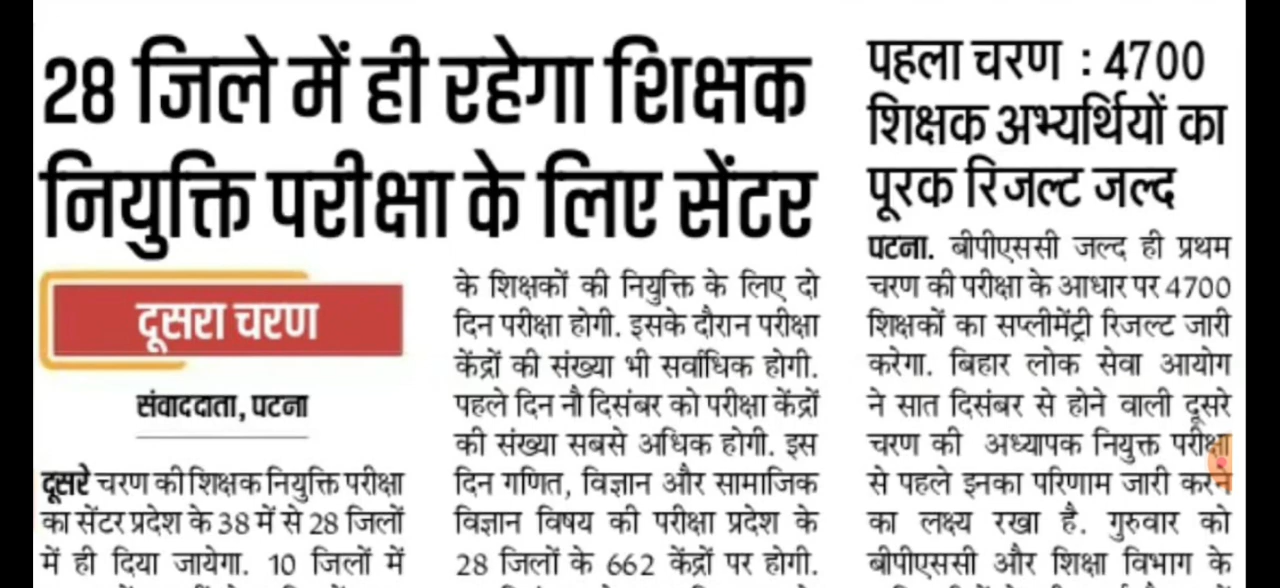 28 जिले में ही रहेगा शिक्षक
नियुक्ति परीक्षा के लिए सेंटर
दूसरा चरण
संवाददाता, पटना
दूसरे चरण की शिक्षक नियुक्ति परीक्षा
का सेंटर प्रदेश के 38 में से 28 जिलों
में ही दिया जायेगा. 10 जिलों में
के शिक्षकों की नियुक्ति के लिए दो
दिन परीक्षा होगी. इसके दौरान परीक्षा
केंद्रों की संख्या भी सर्वाधिक होगी.
पहले दिन नौ दिसंबर को परीक्षा केंद्रों
की संख्या सबसे अधिक होगी. इस
दिन गणित, विज्ञान और सामाजिक
विज्ञान विषय की परीक्षा प्रदेश के
28 जिलों के 662 केंद्रों पर होगी.
पहला चरण : 4700
शिक्षक अभ्यर्थियों का
पूरक रिजल्ट जल्द
पटना. बीपीएससी जल्द ही प्रथम
चरण की परीक्षा के आधार पर 4700
शिक्षकों का सप्लीमेंट्री रिजल्ट जारी
करेगा. बिहार लोक सेवा आयोग
ने सात दिसंबर से होने वाली दूसरे
चरण की अध्यापक नियुक्त परीक्षा
से पहले इनका परिणाम जारी करने
का लक्ष्य रखा है. गुरुवार को
बीपीएससी और शिक्षा विभाग के